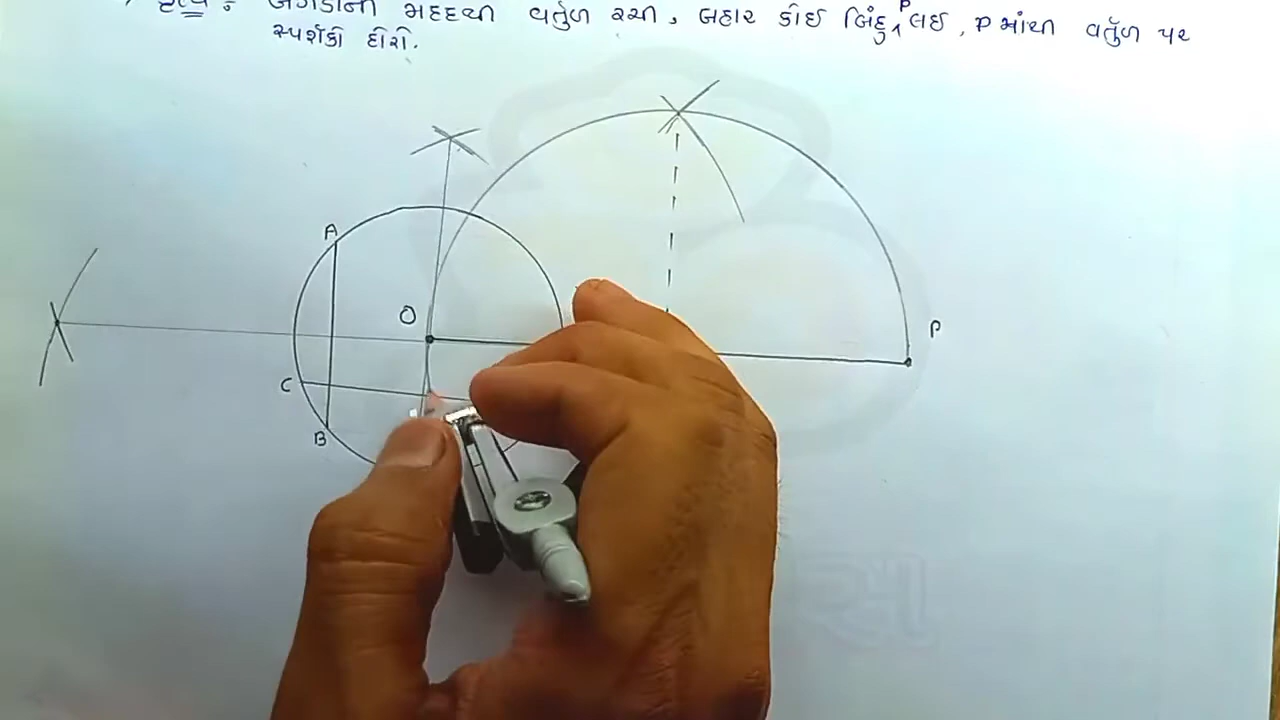 બંગડીની મદદથી વર્તુળ રચી, બહાર કોઈ બિંદુ P લઈ, P માંથી વર્તુળ પર
સ્પર્શકો દોરો.
A
O
P
C
B